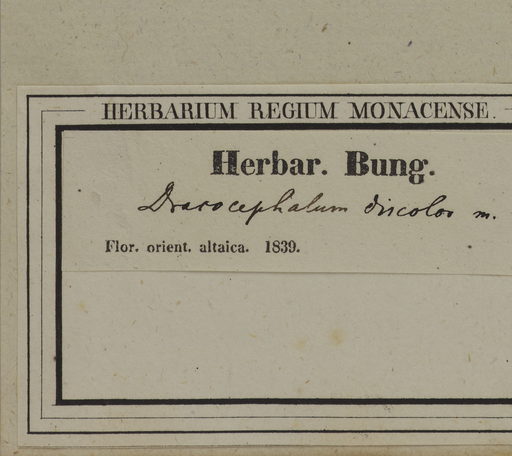 HERBARIUM REGIUM MONACENSE.
Herbar. Bung.
Dracocephalum discolor m.
Flor. orient. altaica. 1839.